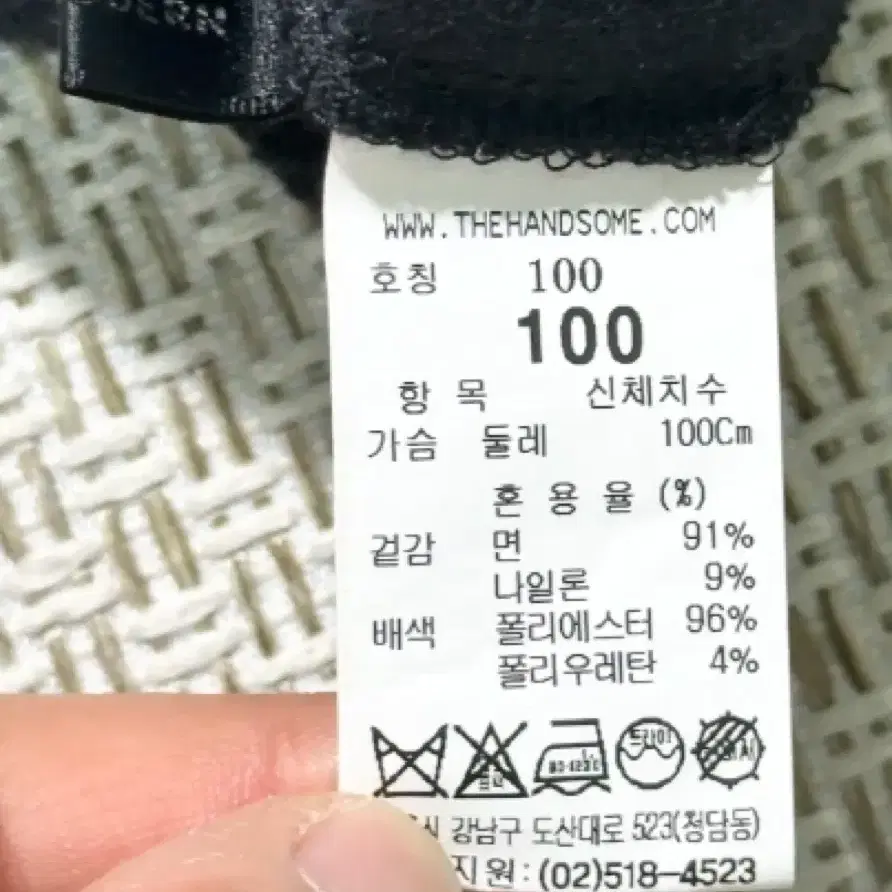 WWW.THEHANDSOME.COM
호칭 100
100
항 목 신체치수
가슴 둘레 100Cm
혼 용 율 (%)
겉감 면 91%
나일론 9%
배색 폴리에스터 96%
폴리우레탄 4%
드라이
강남구 도산대로 523(청담동)
지원 : (02)518-4523